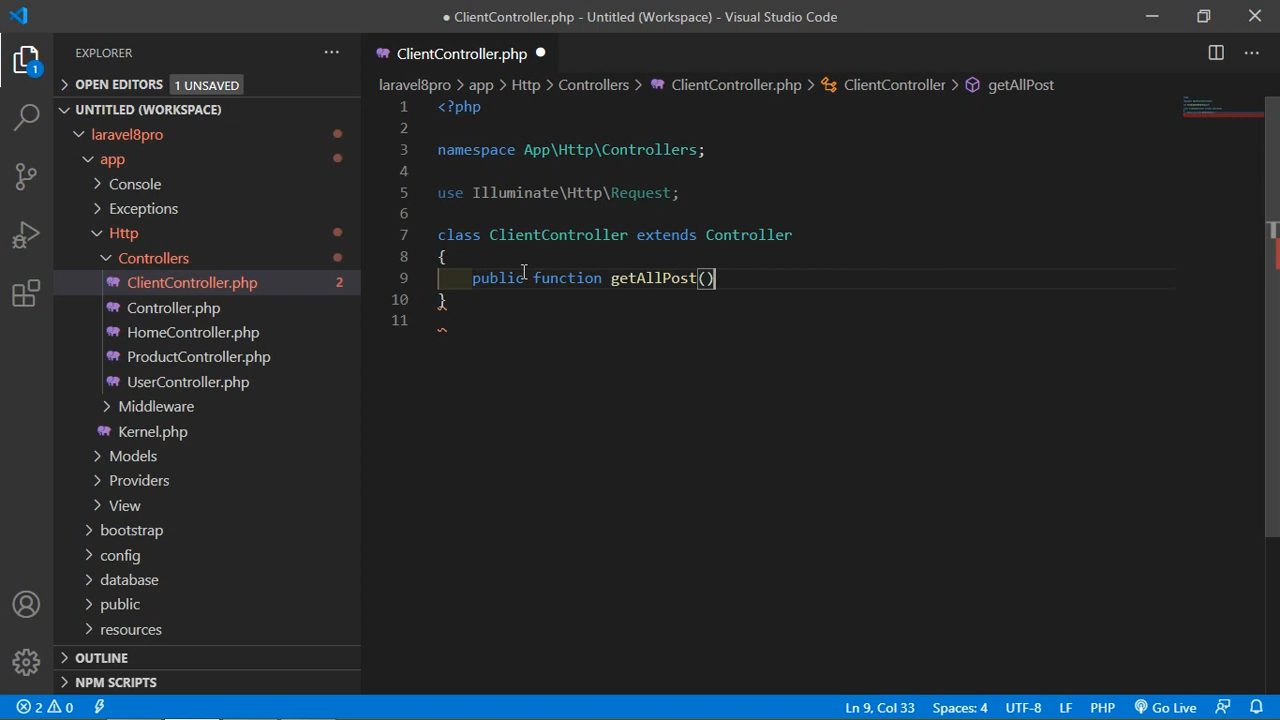 ● ClientController.php - Untitled (Workspace) - Visual Studio Code
EXPLORER
ClientController.php
OPEN EDITORS 1 UNSAVED
laravel8pro > app > Http > Controllers > ClientController.php > ClientController > getAllPost
UNTITLED (WORKSPACE)
laravel8pro
app
Console
Exceptions
Http
Controllers
ClientController.php 2
Controller.php
HomeController.php
ProductController.php
UserController.php
Middleware
Kernel.php
Models
Providers
View
bootstrap
config
database
public
resources
OUTLINE
NPM SCRIPTS
1
1 <?php
2
3 namespace App\Http\Controllers;
4
5 use Illuminate\Http\Request;
6
7 class ClientController extends Controller
8 {
9 public function getAllPost()
10 }
11
2 0 Ln 9, Col 33 Spaces: 4 UTF-8 LF PHP Go Live